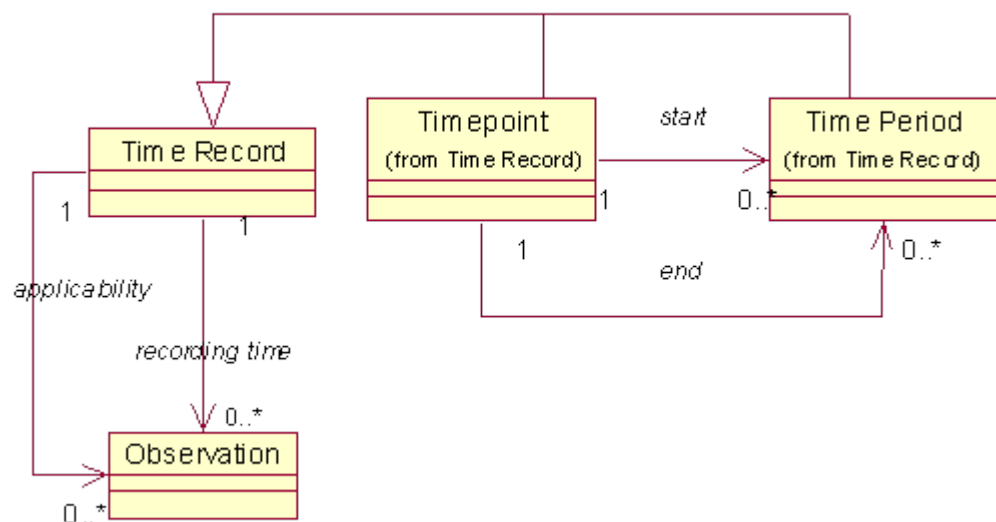 Timepoint
(from Time Record)
start
Time Period
(from Time Record)
Time Record
1
1
1
0..*
1
0..*
end
applicability
recording time
0..*
Observation
0..*